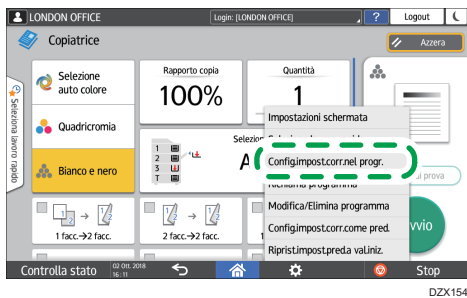 LONDON OFFICE
Login: [LONDON OFFICE]
?
Logout
Copiatrice
Azzera
Seleziona lavoro rapido
Selezione
auto colore
Quadricromia
Bianco e nero
Rapporto copia
100%
Quantità
1
1
2
3
T
Impostazioni schermata
Config.impost.corr.nel progr.
Richiama programma
Modifica/Elimina programma
Config.impost.corr.come pred.
Riprist.impost.pred.a val.iniz.
1 facc.→2 facc.
2 facc.→2 facc.
Controlla stato
02 Ott. 2018
16:11
Stop
DZX154